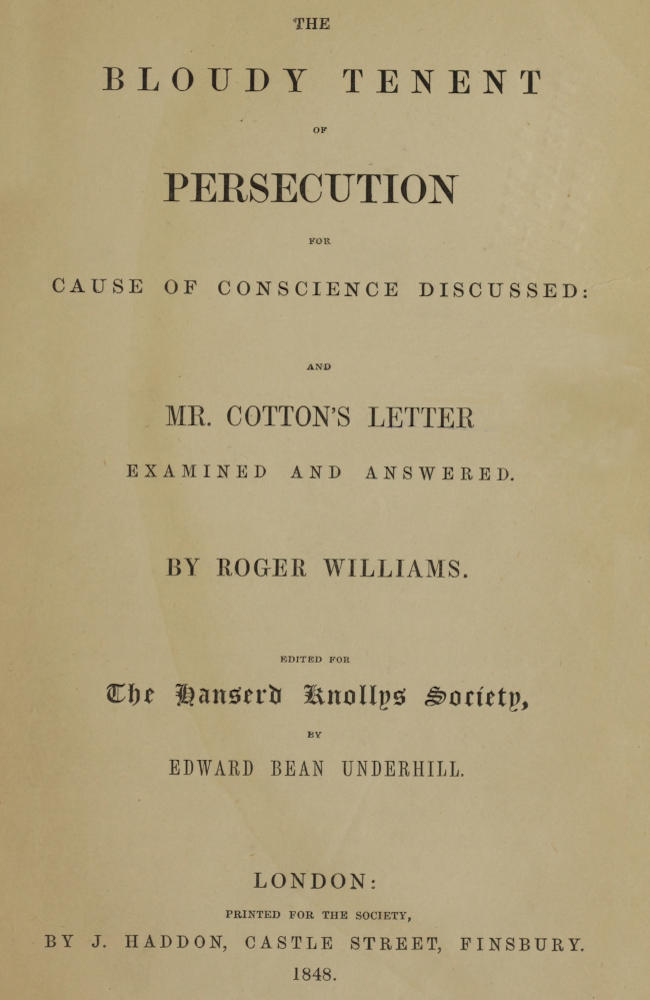 THE
BLOUDY TENENT
OF
PERSECUTION
FOR
CAUSE OF CONSCIENCE DISCUSSED:
AND
MR. COTTON'S LETTER
EXAMINED AND ANSWERED.
BY ROGER WILLIAMS.
EDITED FOR
The Hanserd Knollys Society,
BY
EDWARD BEAN UNDERHILL.
LONDON:
PRINTED FOR THE SOCIETY,
BY J. HADDON, CASTLE STREET, FINSBURY.
1848.